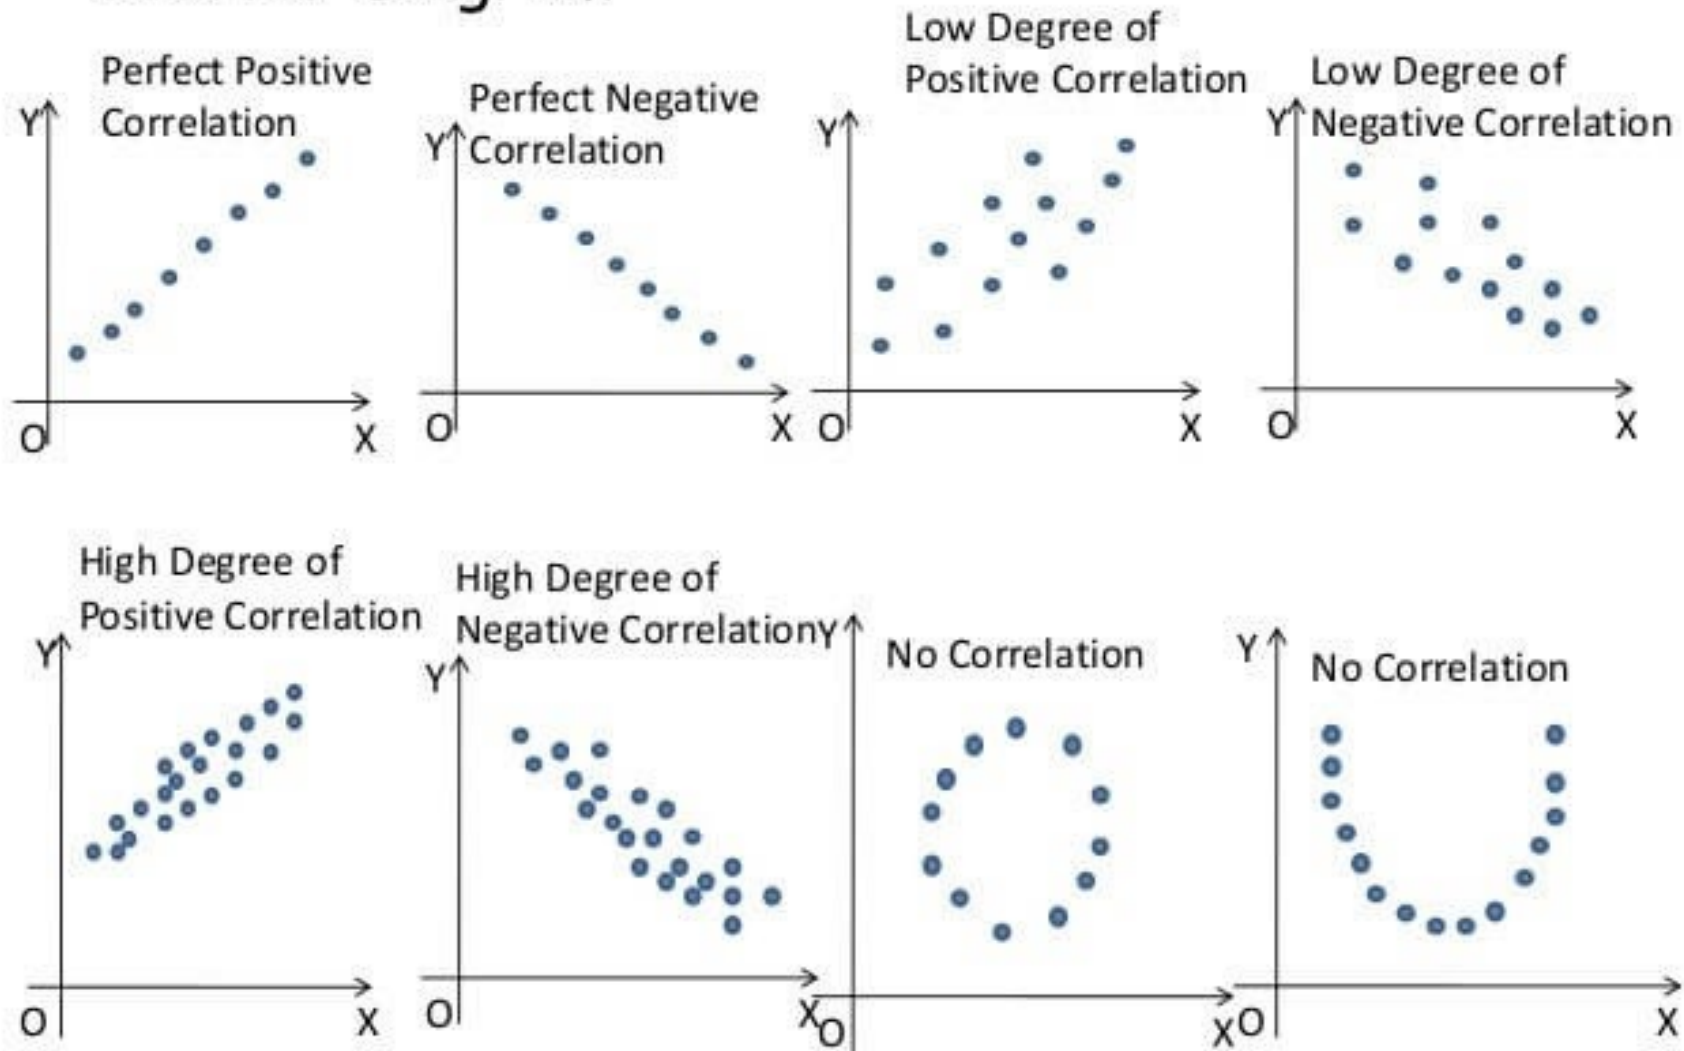 Perfect Positive
Correlation
Y
O
X
Perfect Negative
Correlation
Y
O
X
Low Degree of
Positive Correlation
Y
O
X
Low Degree of
Negative Correlation
Y
O
X
High Degree of
Positive Correlation
Y
O
X
High Degree of
Negative Correlation
Y
O
X
No Correlation
Y
O
X
No Correlation
Y
O
X